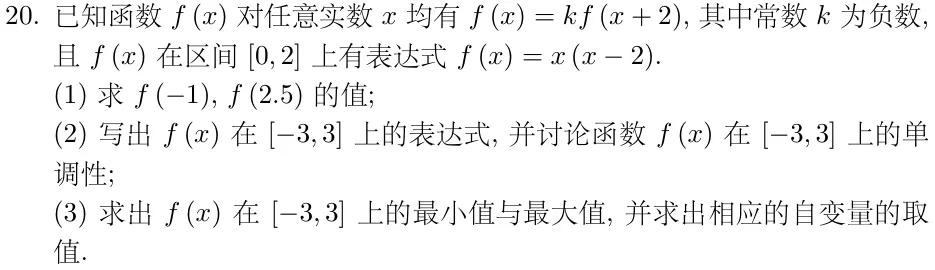 20. 已知函数 f (x) 对任意实数 x 均有 f (x) = kf (x + 2), 其中常数 k 为负数,
且 f (x) 在区间 [0, 2] 上有表达式 f (x) = x (x − 2).
(1) 求 f (−1), f (2.5) 的值;
(2) 写出 f (x) 在 [−3, 3] 上的表达式, 并讨论函数 f (x) 在 [−3, 3] 上的单
调性;
(3) 求出 f (x) 在 [−3, 3] 上的最小值与最大值, 并求出相应的自变量的取
值.